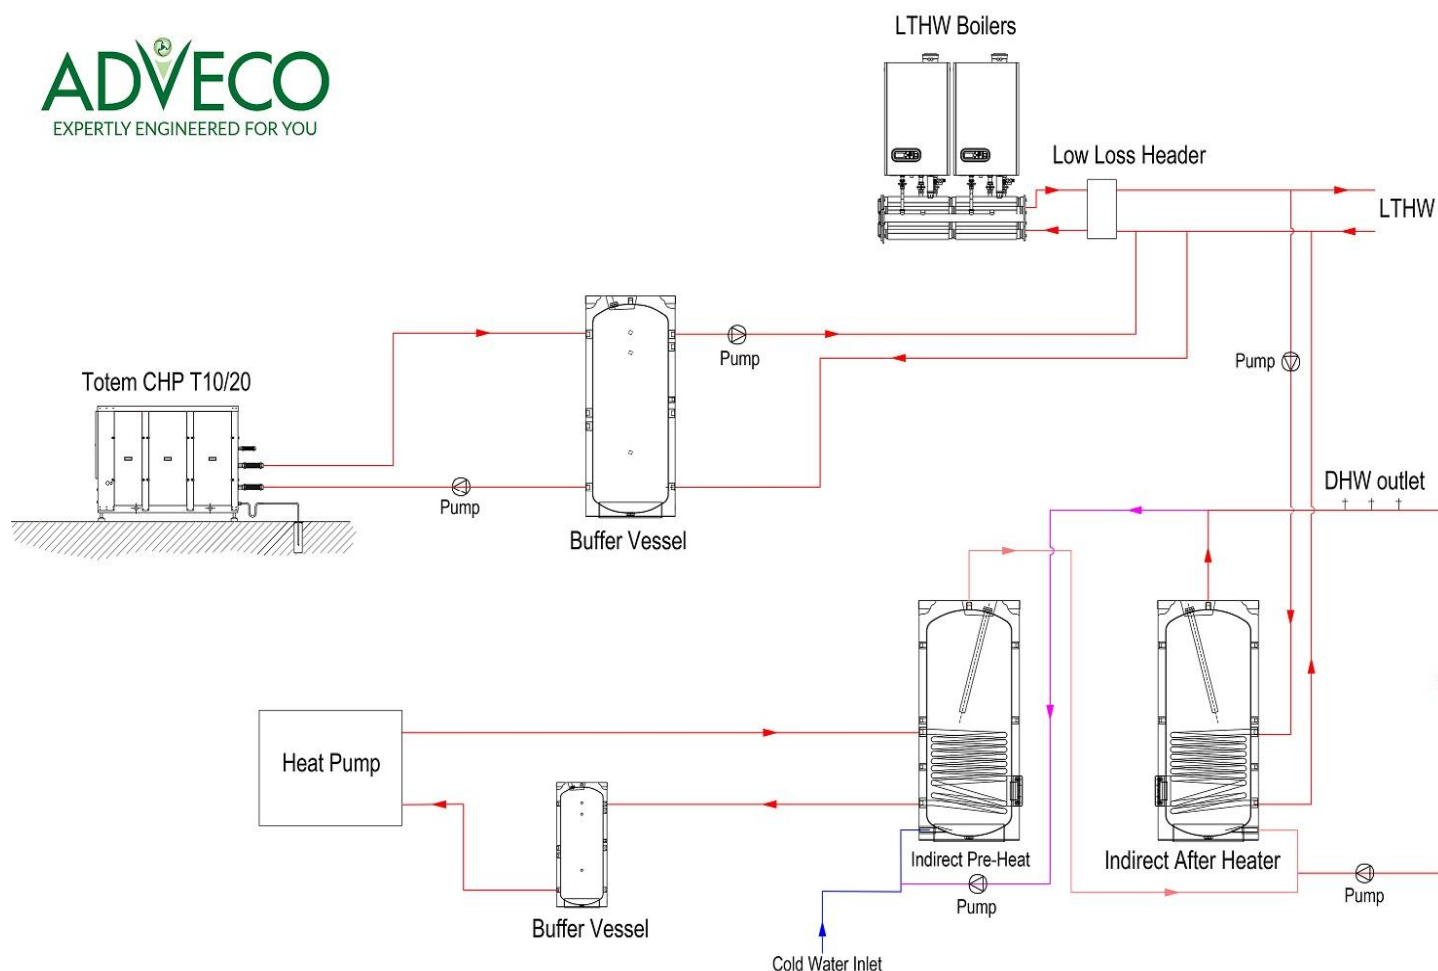 ADVECO
EXPERTLY ENGINEERED FOR YOU
LTHW Boilers
Low Loss Header
LTHW
Pump
Pump
Totem CHP T10/20
DHW outlet
Pump
Buffer Vessel
Heat Pump
Indirect Pre-Heat
Indirect After Heater
Pump
Pump
Buffer Vessel
Cold Water Inlet